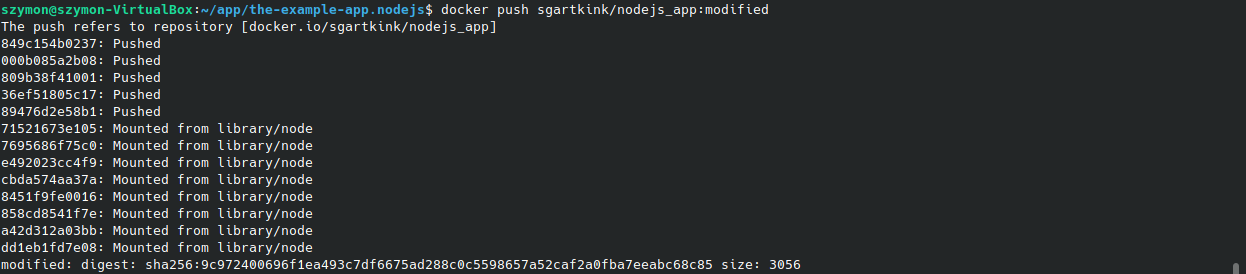 szymon@szymon-VirtualBox:~/app/the-example-app.nodejs$ docker push sgartkink/nodejs_app:modified
The push refers to repository [docker.io/sgartkink/nodejs_app]
849c154b0237: Pushed
000b085a2b08: Pushed
809b38f41001: Pushed
36ef51805c17: Pushed
89476d2e58b1: Pushed
71521673e105: Mounted from library/node
7695686f75c0: Mounted from library/node
e492023cc4f9: Mounted from library/node
cbda574aa37a: Mounted from library/node
8451f9fe0016: Mounted from library/node
858cd8541f7e: Mounted from library/node
a42d312a03bb: Mounted from library/node
dd1eb1fd7e08: Mounted from library/node
modified: digest: sha256:9c972400696f1ea493c7df6675ad288c0c5598657a52caf2a0fba7eeabc68c85 size: 3056